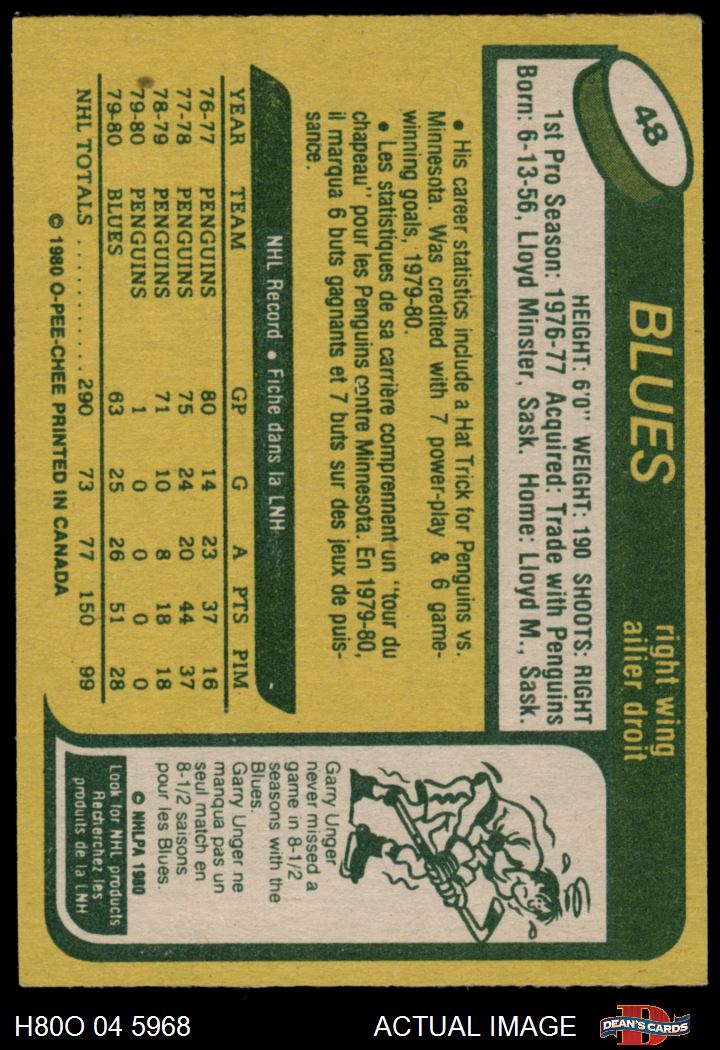 48
BLUES
right wing
ailier droit
HEIGHT: 6'0" WEIGHT: 190 SHOOTS: RIGHT
1st Pro Season: 1976-77 Acquired: Trade with Penguins
Born: 6-13-56, Lloyd Minster, Sask. Home: Lloyd M., Sask.
• His career statistics include a Hat Trick for Penguins vs.
Minnesota. Was credited with 7 power-play & 6 game-
winning goals, 1979-80.
• Les statistiques de sa carrière comprennent un "tour du
chapeau" pour les Penguins contre Minnesota. En 1979-80,
il marqua 6 buts gagnants et 7 buts sur des jeux de puis-
sance.
NHL Record • Fiche dans la LNH
YEAR TEAM GP G A PTS PIM
76-77 PENGUINS 80 14 23 37 16
77-78 PENGUINS 75 24 20 44 37
78-79 PENGUINS 71 10 8 18 18
79-80 PENGUINS 1 0 0 0 0
79-80 BLUES 63 25 26 51 28
NHL TOTALS .......... 290 73 77 150 99
© 1980 O-PEE-CHEE PRINTED IN CANADA
Garry Unger
never missed a
game in 8-1/2
seasons with the
Blues.
Garry Unger ne
manqua pas un
seul match en
8-1/2 saisons
pour les Blues.
© NHLPA 1980
Look for NHL products
Recherchez les
produits de la LNH
H80O 04 5968
ACTUAL IMAGE
DEAN'S CARDS